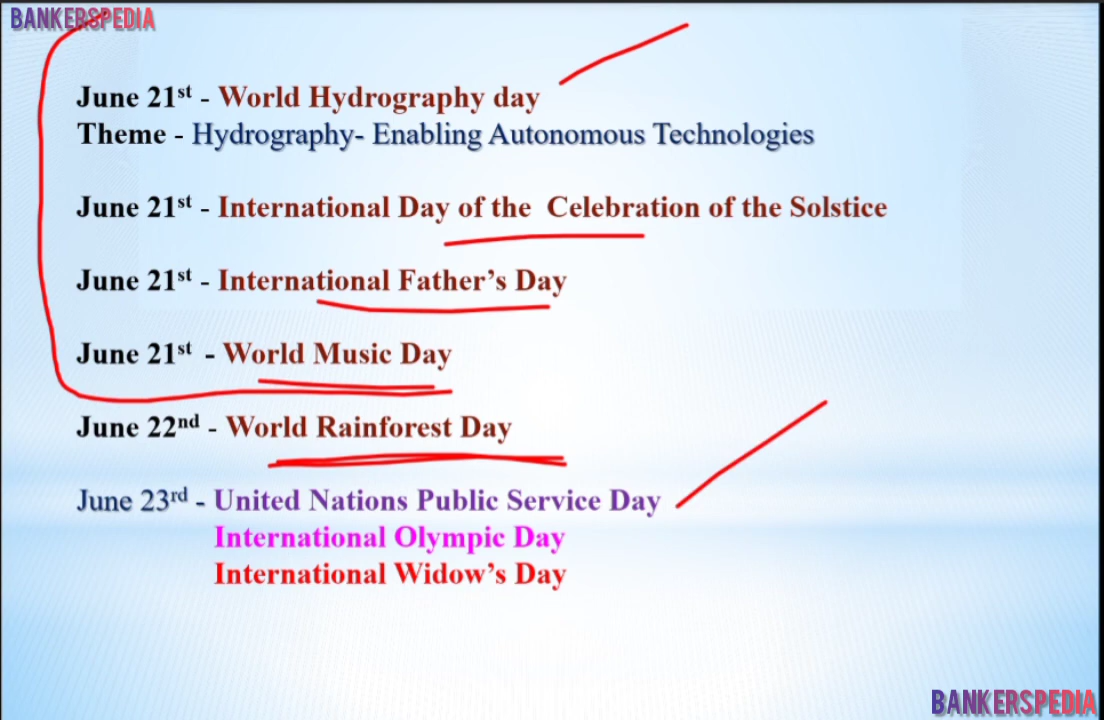 BANKERSPEDIA
June 21st - World Hydrography day
Theme - Hydrography- Enabling Autonomous Technologies
June 21st - International Day of the Celebration of the Solstice
June 21st - International Father’s Day
June 21st - World Music Day
June 22nd - World Rainforest Day
June 23rd - United Nations Public Service Day
International Olympic Day
International Widow’s Day
BANKERSPEDIA